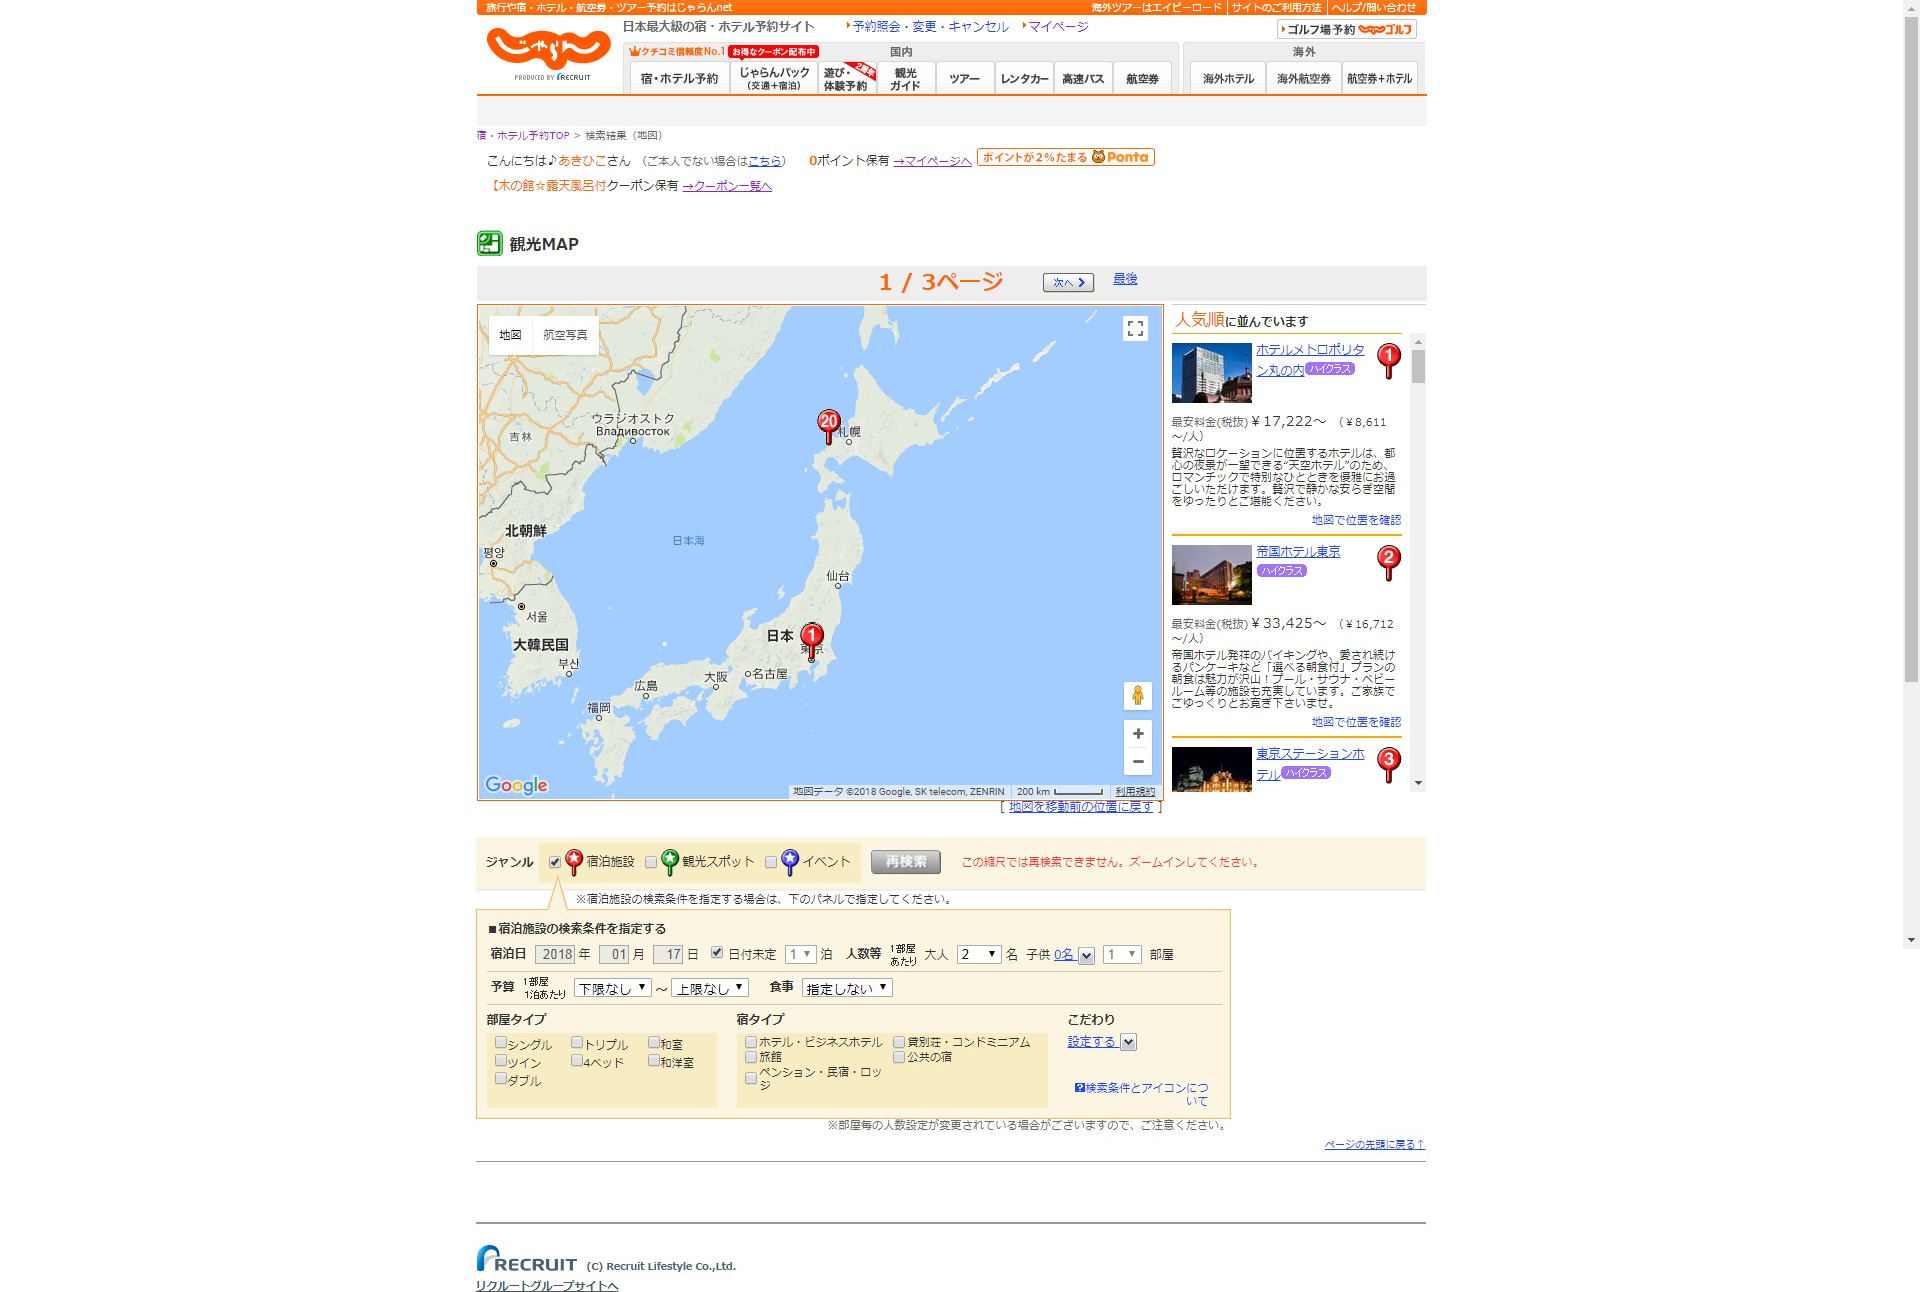 旅行や宿・ホテル・航空券・ツアー予約はじゃらんnet
海外ツアーはエイビーロード
サイトのご利用方法
ヘルプ/問い合わせ
じゃらん
PRODUCED BY RECRUIT
日本最大級の宿・ホテル予約サイト
予約照会・変更・キャンセル
マイページ
ゴルフ場予約 じゃらんゴルフ
クチコミ信頼度No.1
お得なクーポン配布中
国内
海外
宿・ホテル予約
じゃらんパック
(交通+宿泊)
遊び・
体験予約
観光
ガイド
ツアー
レンタカー
高速バス
航空券
海外ホテル
海外航空券
航空券+ホテル
宿・ホテル予約TOP > 検索結果（地図）
こんにちは♪あきひこさん （ご本人でない場合はこちら） 0ポイント保有 →マイページへ ポイントが2%たまる Ponta
【木の館☆露天風呂付クーポン保有 →クーポン一覧へ
観光MAP
1 / 3ページ 次へ 最後
地図 航空写真
ウラジオストク
Владивосток
吉林
20
札幌
北朝鮮
평양
日本海
仙台
서울
大韓民国
日本
1
東京
부산
名古屋
大阪
広島
福岡
Google
地図データ ©2018 Google, SK telecom, ZENRIN 200 km 利用規約
[ 地図を移動前の位置に戻す ]
人気順に並んでいます
ホテルメトロポリタン丸の内 ハイクラス 1
最安料金(税抜)￥17,222～ （￥8,611
～/人）
贅沢なロケーションに位置するホテルは、都
心の夜景が一望できる“天空ホテル”のため、
ロマンチックで特別なひとときを優雅にお過
ごしいただけます。贅沢で静かな安らぎ空間
をゆったりとご堪能ください。
地図で位置を確認
帝国ホテル東京 2
ハイクラス
最安料金(税抜)￥33,425～ （￥16,712
～/人）
帝国ホテル発祥のバイキングや、愛され続け
るパンケーキなど「選べる朝食付」プランの
朝食は魅力が沢山！プール・サウナ・ベビー
ルーム等の施設も充実しています。ご家族で
ごゆっくりとお寛ぎ下さいませ。
地図で位置を確認
東京ステーションホ
テル ハイクラス 3
ジャンル 宿泊施設 観光スポット イベント 再検索 この縮尺では再検索できません。ズームインしてください。
※宿泊施設の検索条件を指定する場合は、下のパネルで指定してください。
■宿泊施設の検索条件を指定する
宿泊日 2018 年 01 月 17 日 日付未定 1 泊 人数等 1部屋あたり 大人 2 名 子供 0名 1 部屋
予算 1部屋1泊あたり 下限なし ～ 上限なし 食事 指定しない
部屋タイプ 宿タイプ こだわり
シングル トリプル 和室
ツイン 4ベッド 和洋室
ダブル
ホテル・ビジネスホテル 貸別荘・コンドミニアム
旅館 公共の宿
ペンション・民宿・ロッ
ジ
設定する
?検索条件とアイコンにつ
いて
※部屋毎の人数設定が変更されている場合がございますので、ご注意ください。
ページの先頭に戻る↑
RECRUIT (C) Recruit Lifestyle Co.,Ltd.
リクルートグループサイトへ